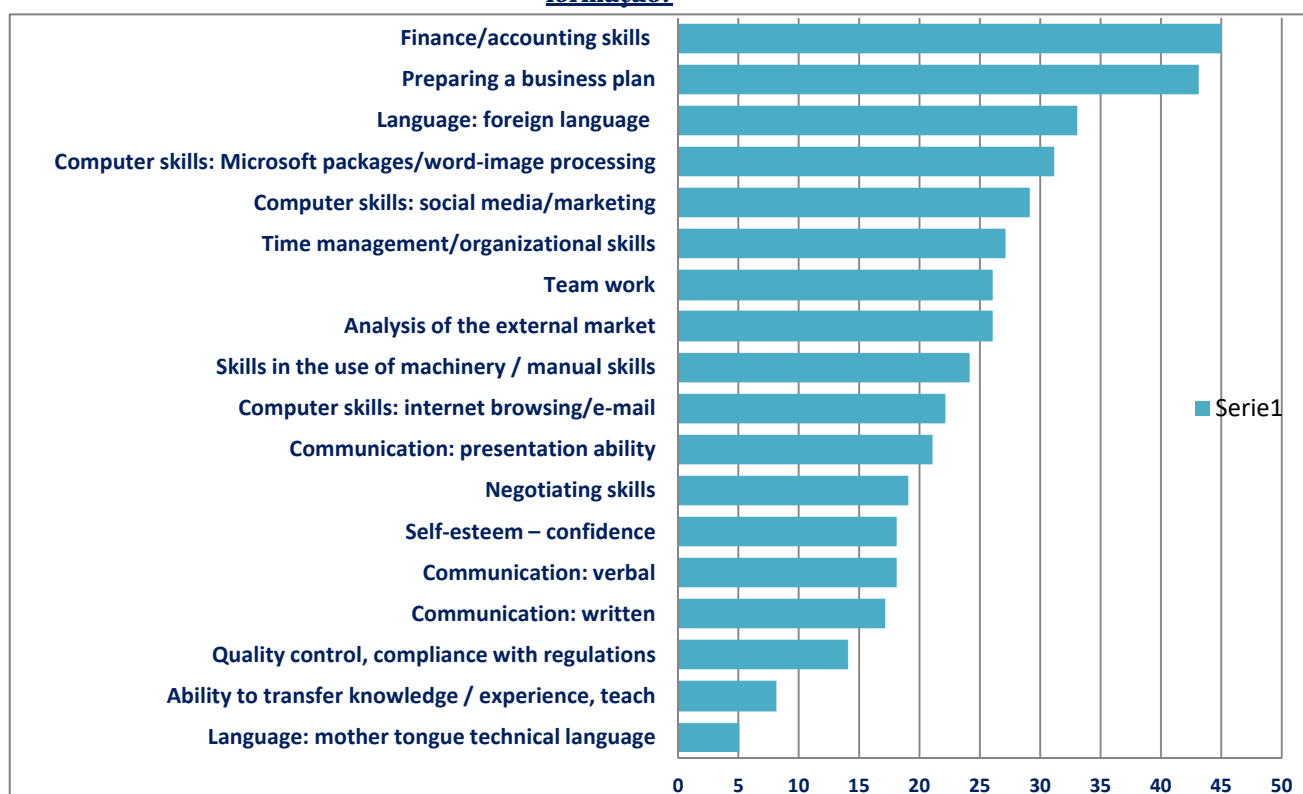 formação?
Finance/accounting skills
Preparing a business plan
Language: foreign language
Computer skills: Microsoft packages/word-image processing
Computer skills: social media/marketing
Time management/organizational skills
Team work
Analysis of the external market
Skills in the use of machinery / manual skills
Computer skills: internet browsing/e-mail
Serie1
Communication: presentation ability
Negotiating skills
Self-esteem – confidence
Communication: verbal
Communication: written
Quality control, compliance with regulations
Ability to transfer knowledge / experience, teach
Language: mother tongue technical language
0 5 10 15 20 25 30 35 40 45 50